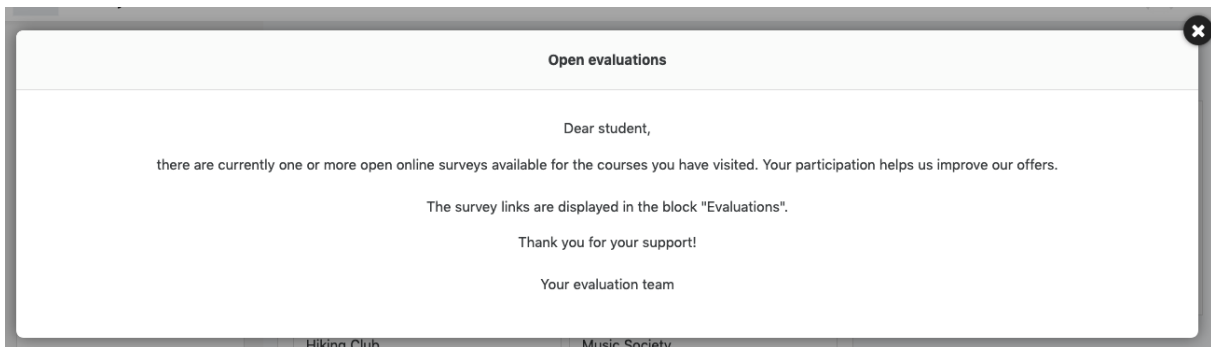 Open evaluations
Dear student,
there are currently one or more open online surveys available for the courses you have visited. Your participation helps us improve our offers.
The survey links are displayed in the block "Evaluations".
Thank you for your support!
Your evaluation team
Hiking Club
Music Society